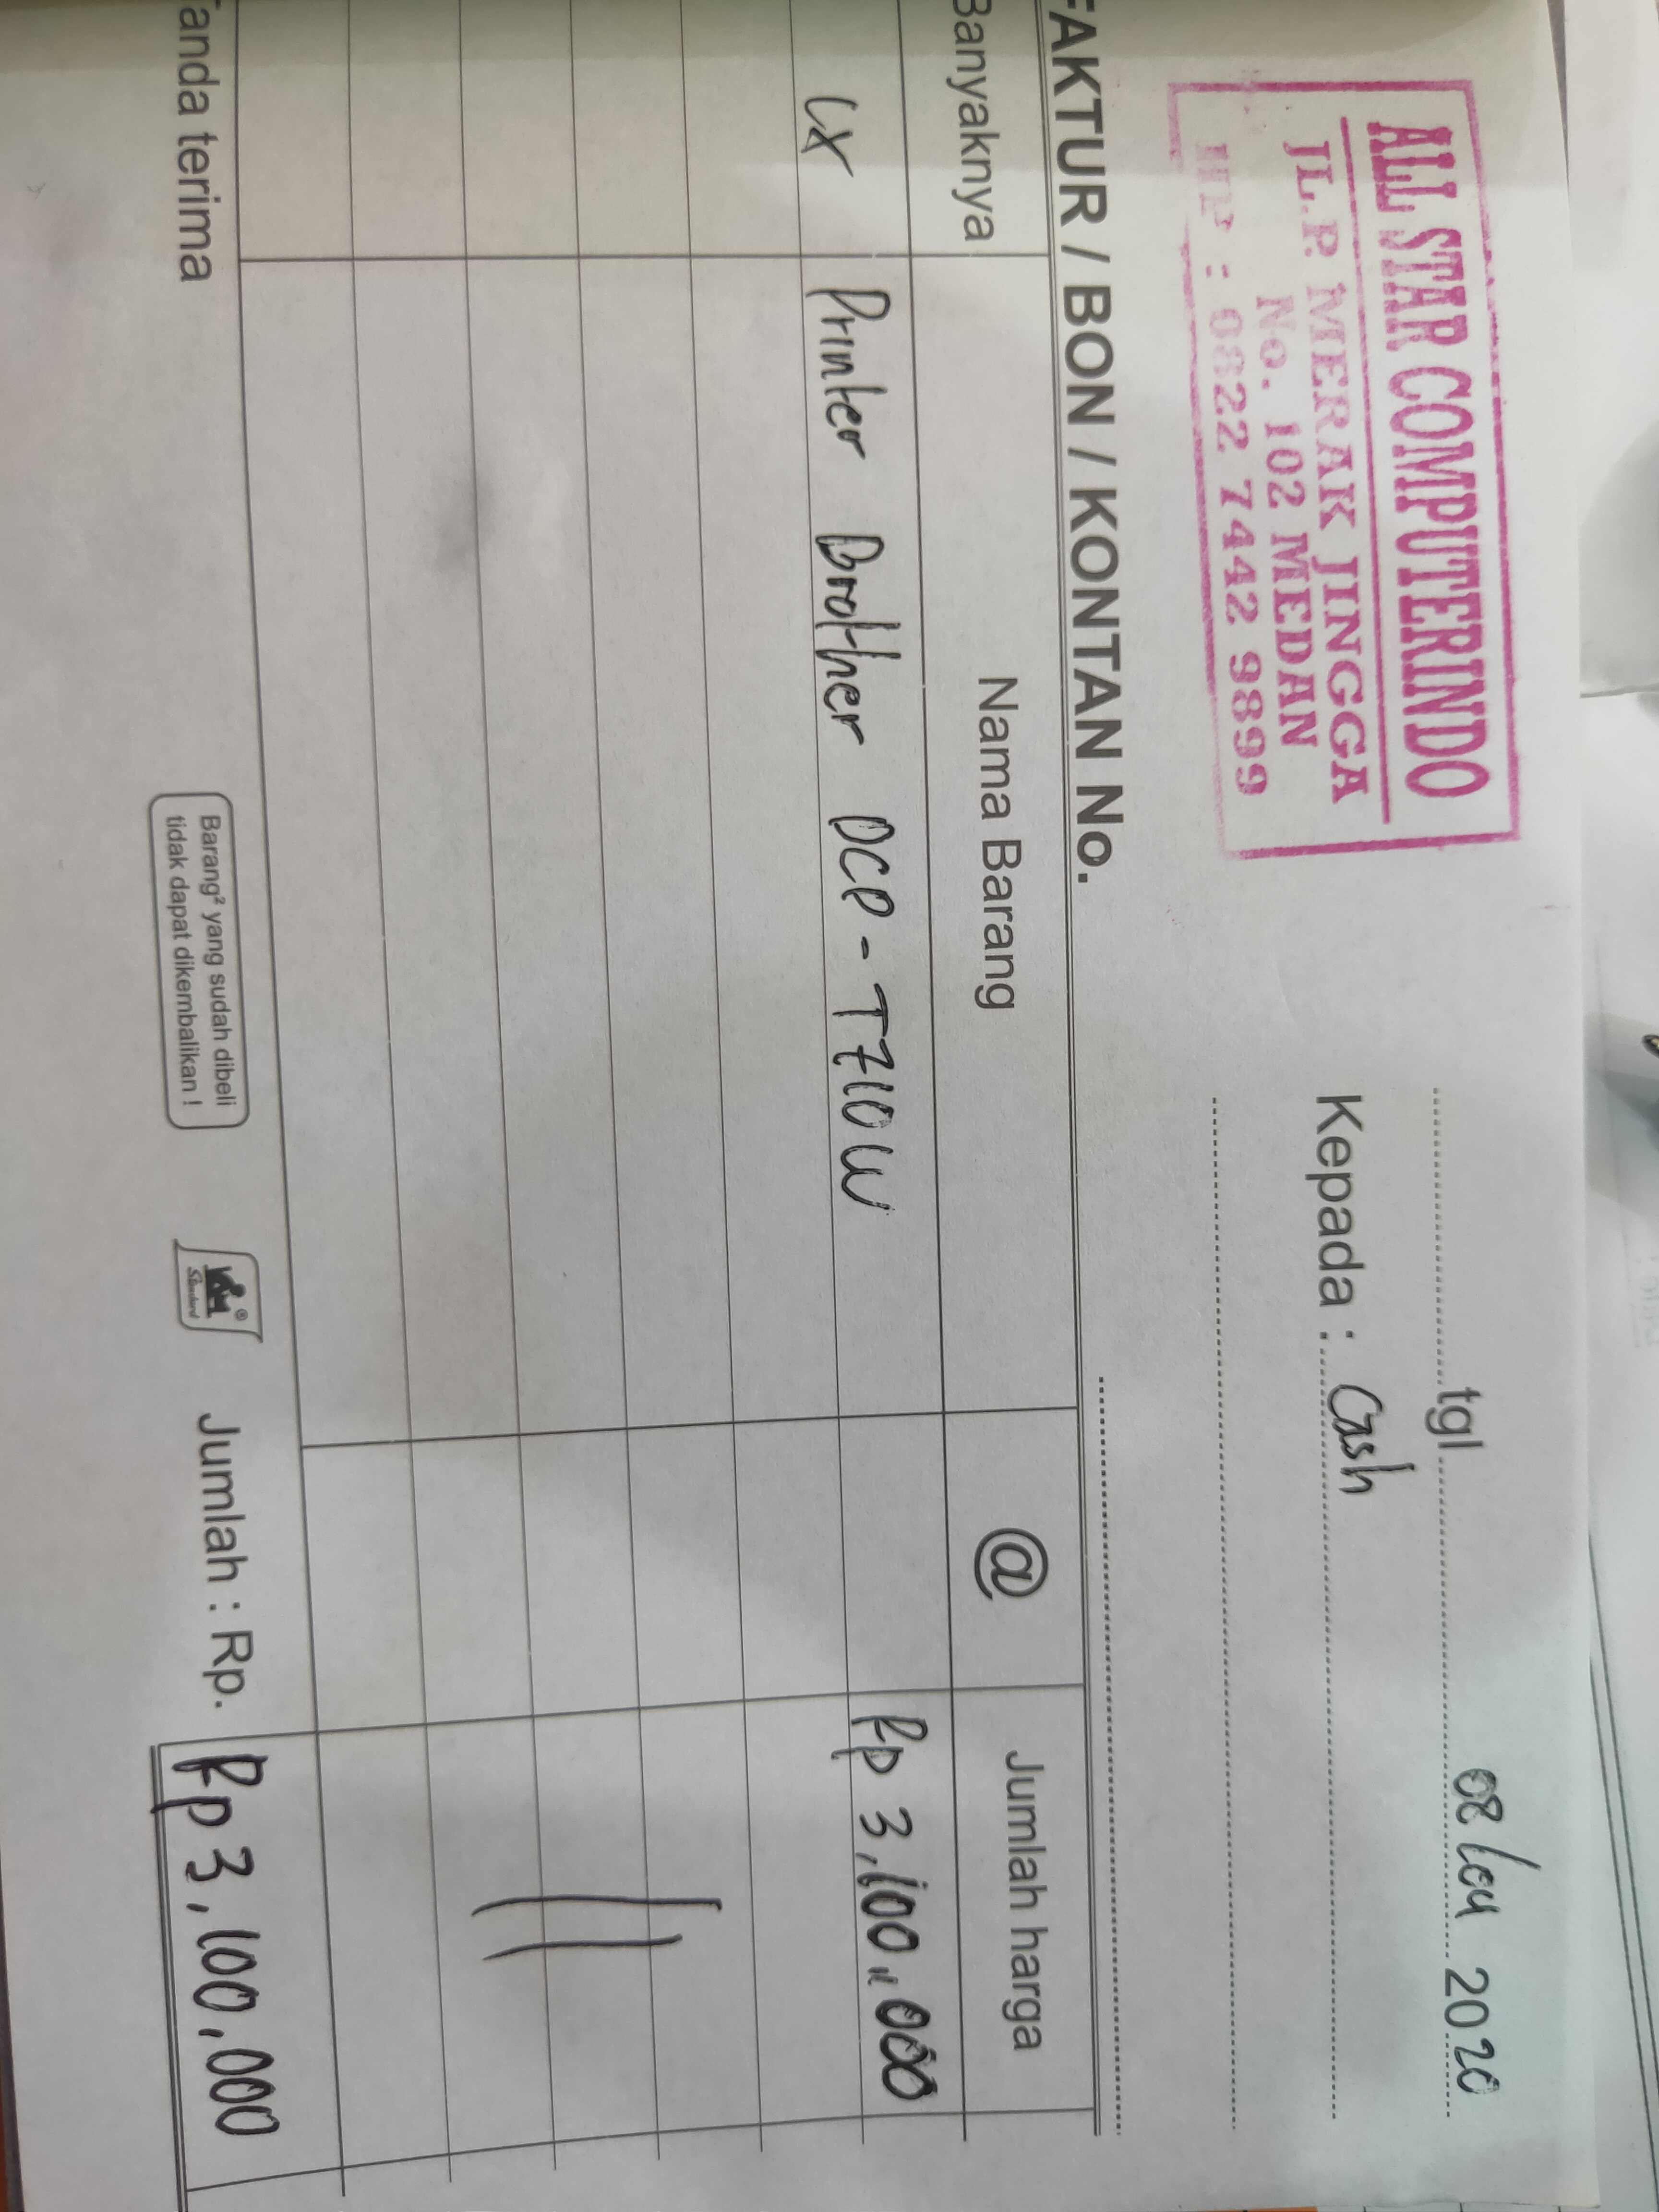 ALL STAR COMPUTERINDO
JL.P. MERAK JINGGA
No. 102 MEDAN
HP : 0822 7442 9899
tgl 08/04 2020
Kepada : Cash
FAKTUR / BON / KONTAN No.
Banyaknya Nama Barang @ Jumlah harga
1X Printer Brother DCP-T710W Rp 3,100.000
Tanda terima
Barang² yang sudah dibeli
tidak dapat dikembalikan !
Standard
Jumlah : Rp. Rp 3,100,000